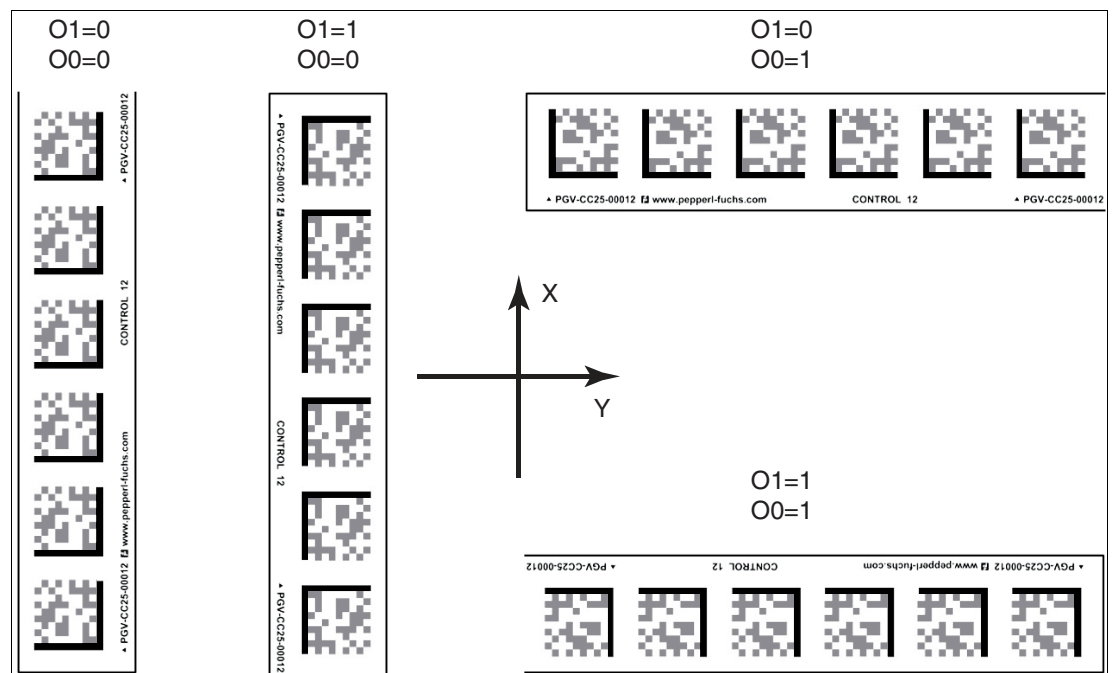 O1=0
O0=0
O1=1
O0=0
O1=0
O0=1
▲ PGV-CC25-00012 www.pepperl-fuchs.com CONTROL 12 ▲ PGV-CC25-00012
▲ PGV-CC25-00012 www.pepperl-fuchs.com CONTROL 12 ▲ PGV-CC25-00012
▲ PGV-CC25-00012 www.pepperl-fuchs.com CONTROL 12 ▲ PGV-CC25-00012
X
Y
O1=1
O0=1
▲ PGV-CC25-00012 www.pepperl-fuchs.com CONTROL 12 ▲ PGV-CC25-00012